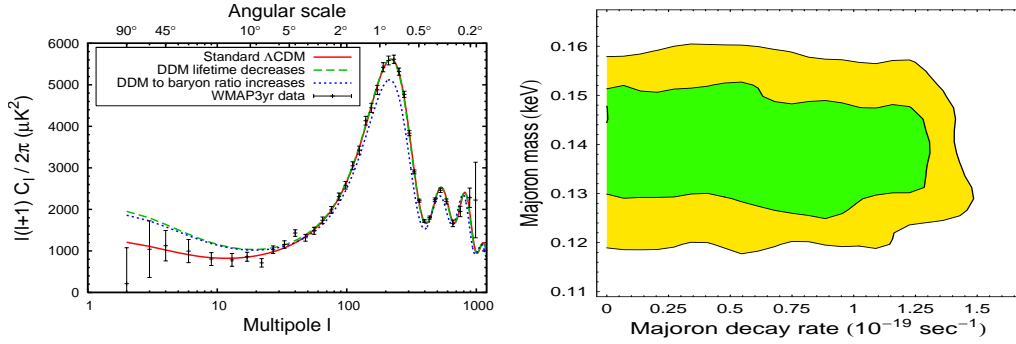 Angular scale
90° 45° 10° 5° 2° 1° 0.5° 0.2°
6000
5000
4000
3000
2000
1000
0
l(l+1) C_l / 2π (μK²)
Standard ΛCDM
DDM lifetime decreases
DDM to baryon ratio increases
WMAP3yr data
1 10 100 1000
Multipole l
0.16
0.15
0.14
0.13
0.12
0.11
Majoron mass (keV)
0 0.25 0.5 0.75 1 1.25 1.5
Majoron decay rate (10⁻¹⁹ sec⁻¹)